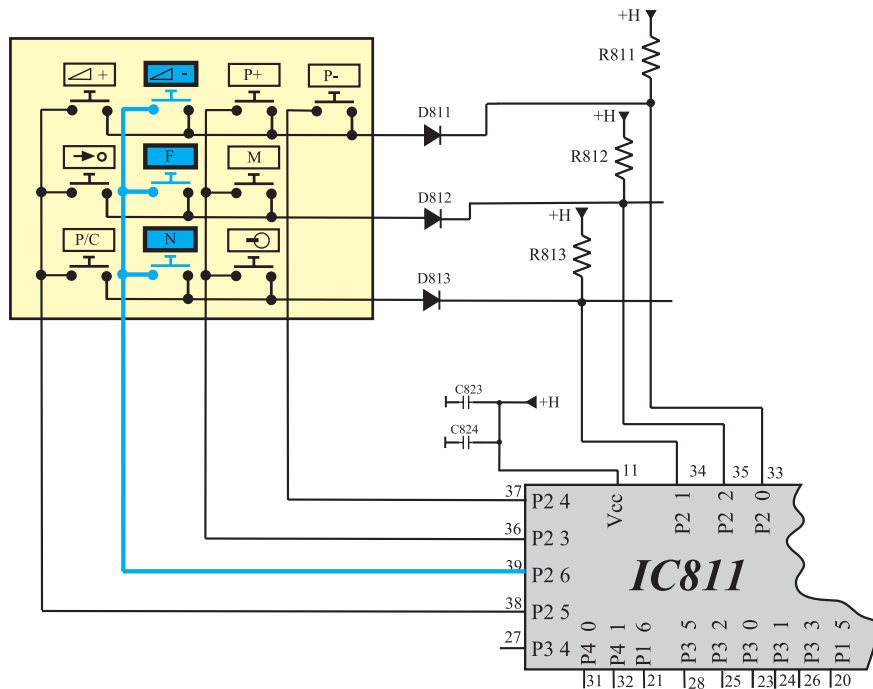 +H
R811
+ - P+ P-
D811
+H
R812
F M
D812
+H
R813
P/C N
D813
C823
+H
C824
11 34 35 33
37 P2 4 Vcc P2 1 P2 2 P2 0
36 P2 3
39 P2 6 IC811
38 P2 5
27 P3 4 P4 0 P4 1 P1 6 P3 5 P3 2 P3 0 P3 1 P3 3 P1 5
31 32 21 28 25 23 24 26 20